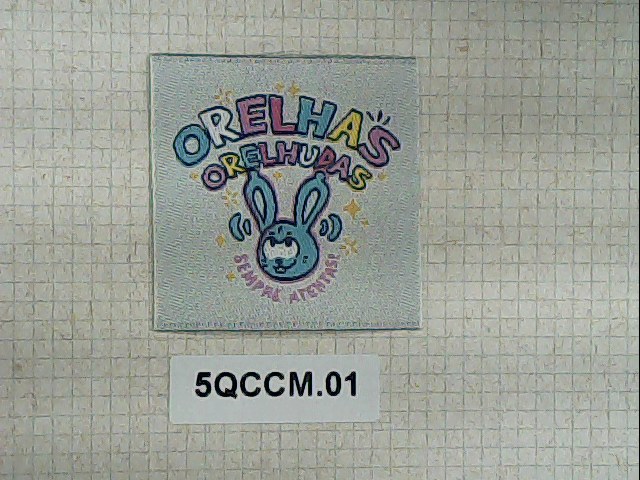 ORELHAS
ORELHUDAS
SEMPRE ATENTAS!
5QCCM.01